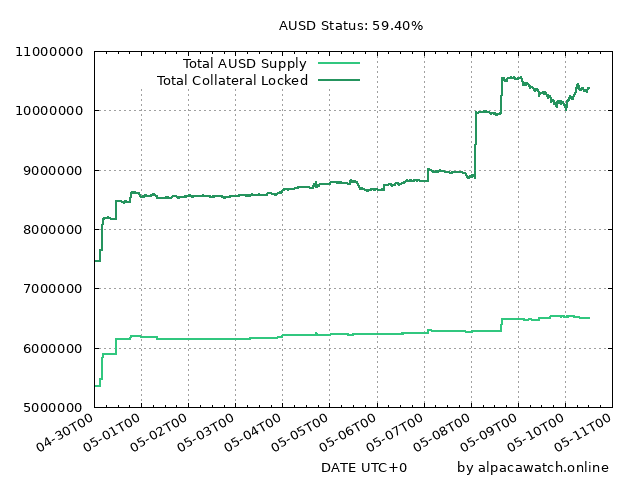 AUSD Status: 59.40%
11000000
Total AUSD Supply
Total Collateral Locked
10000000
9000000
8000000
7000000
6000000
5000000
04-30T00
05-01T00
05-02T00
05-03T00
05-04T00
05-05T00
05-06T00
05-07T00
05-08T00
05-09T00
05-10T00
05-11T00
DATE UTC+0
by alpacawatch.online